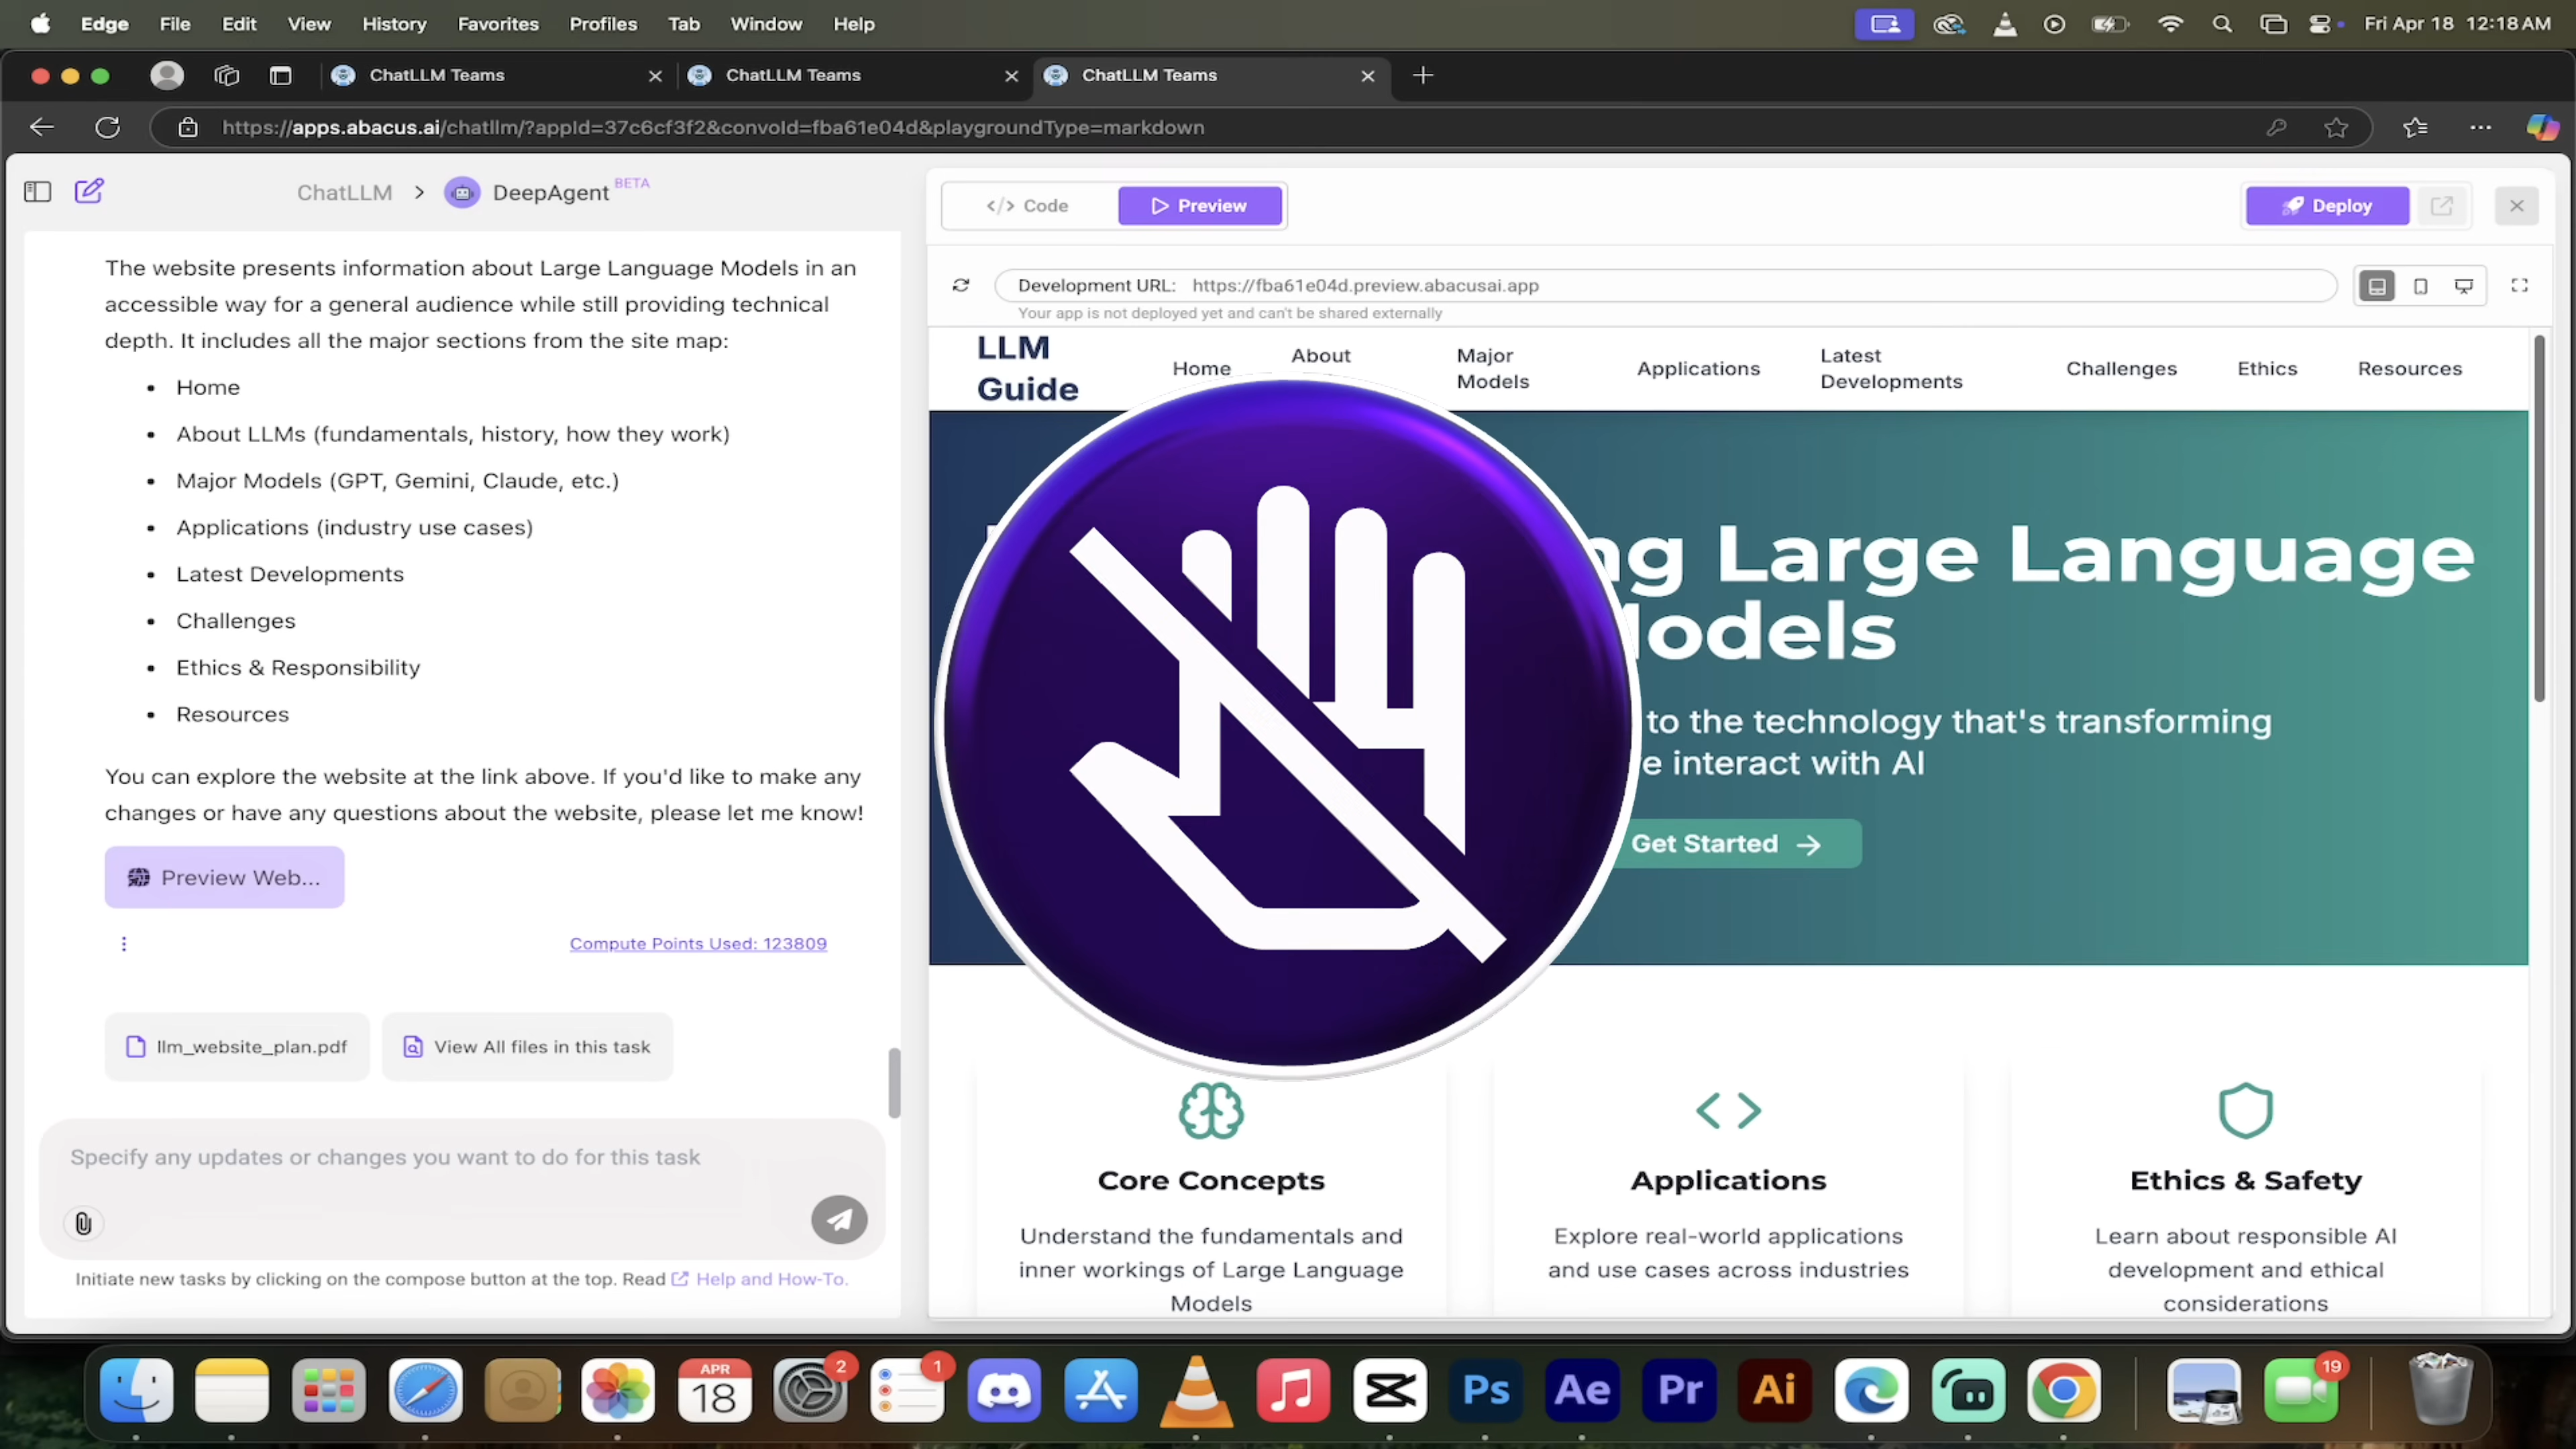 Edge File Edit View History Favorites Profiles Tab Window Help
Fri Apr 18 12:18 AM
ChatLLM Teams
ChatLLM Teams
ChatLLM Teams
https://apps.abacus.ai/chatllm/?appId=37c6cf3f2&convoId=fba61e04d&playgroundType=markdown
ChatLLM > DeepAgent BETA
The website presents information about Large Language Models in an
accessible way for a general audience while still providing technical
depth. It includes all the major sections from the site map:
• Home
• About LLMs (fundamentals, history, how they work)
• Major Models (GPT, Gemini, Claude, etc.)
• Applications (industry use cases)
• Latest Developments
• Challenges
• Ethics & Responsibility
• Resources
You can explore the website at the link above. If you'd like to make any
changes or have any questions about the website, please let me know!
Preview Web...
Compute Points Used: 123809
llm_website_plan.pdf
View All files in this task
Specify any updates or changes you want to do for this task
Initiate new tasks by clicking on the compose button at the top. Read Help and How-To.
</> Code
Preview
Deploy
Development URL: https://fba61e04d.preview.abacusai.app
Your app is not deployed yet and can't be shared externally
LLM
Guide
Home
About
Major
Models
Applications
Latest
Developments
Challenges
Ethics
Resources
ng Large Language
odels
to the technology that's transforming
e interact with AI
Get Started →
Core Concepts
Understand the fundamentals and
inner workings of Large Language
Models
Applications
Explore real-world applications
and use cases across industries
Ethics & Safety
Learn about responsible AI
development and ethical
considerations
APR
18
2
1
Ps
Ae
Pr
Ai
19